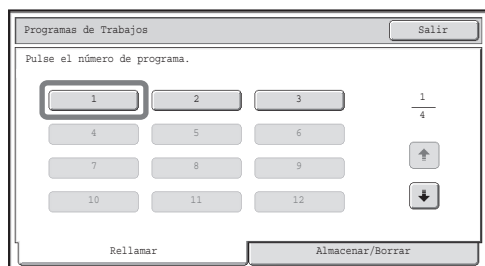 Programas de Trabajos Salir
Pulse el número de programa.
1 2 3 1
4
4 5 6
7 8 9
10 11 12
Rellamar Almacenar/Borrar